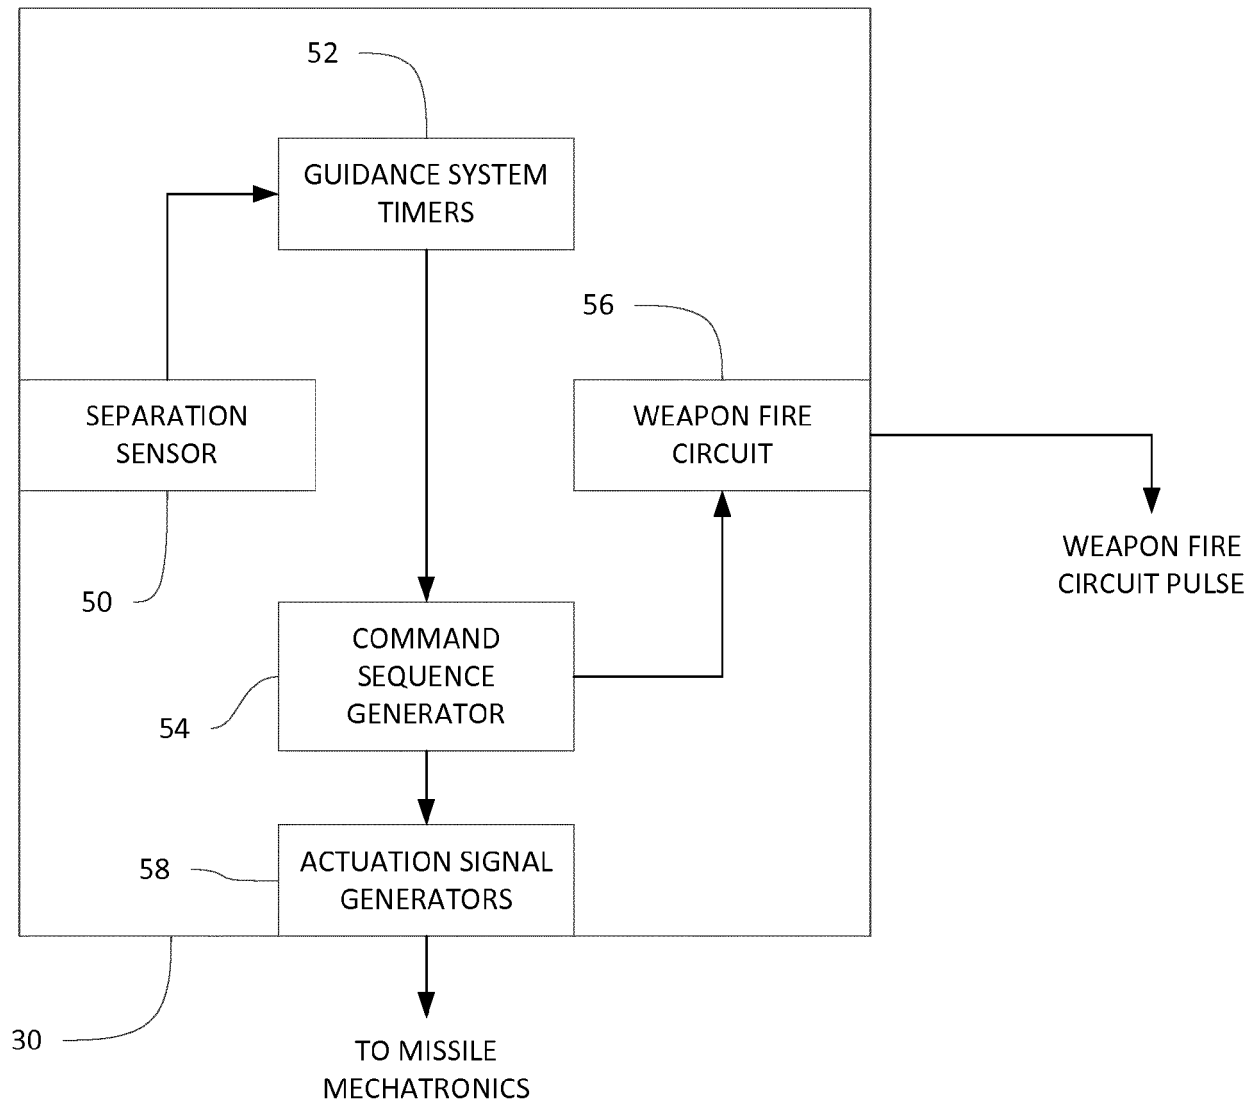 52
GUIDANCE SYSTEM
TIMERS
56
SEPARATION
SENSOR
WEAPON FIRE
CIRCUIT
WEAPON FIRE
CIRCUIT PULSE
50
COMMAND
SEQUENCE
GENERATOR
54
58
ACTUATION SIGNAL
GENERATORS
30
TO MISSILE
MECHATRONICS